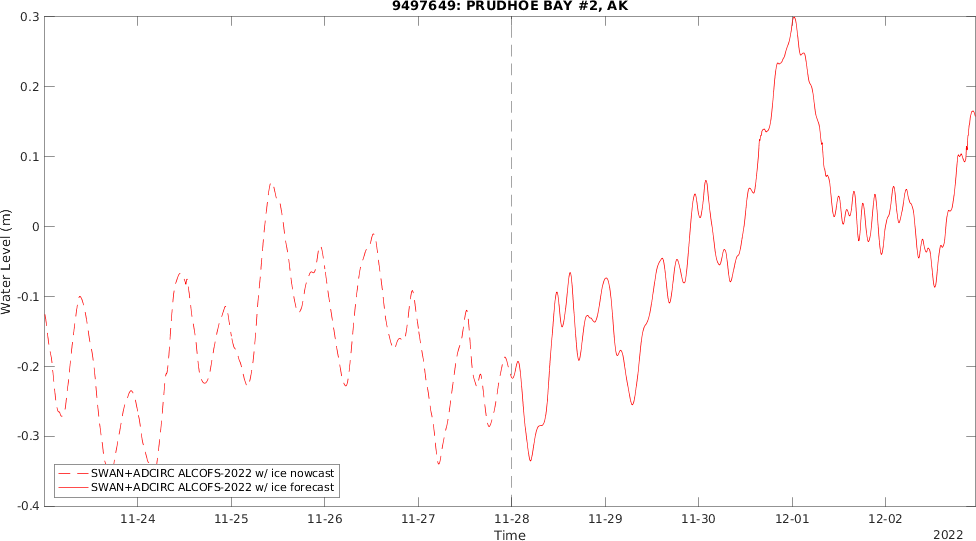 9497649: PRUDHOE BAY #2, AK
0.3
0.2
0.1
0
-0.1
-0.2
-0.3
-0.4
Water Level (m)
SWAN+ADCIRC ALCOFS-2022 w/ ice nowcast
SWAN+ADCIRC ALCOFS-2022 w/ ice forecast
11-24 11-25 11-26 11-27 11-28 11-29 11-30 12-01 12-02
Time
2022